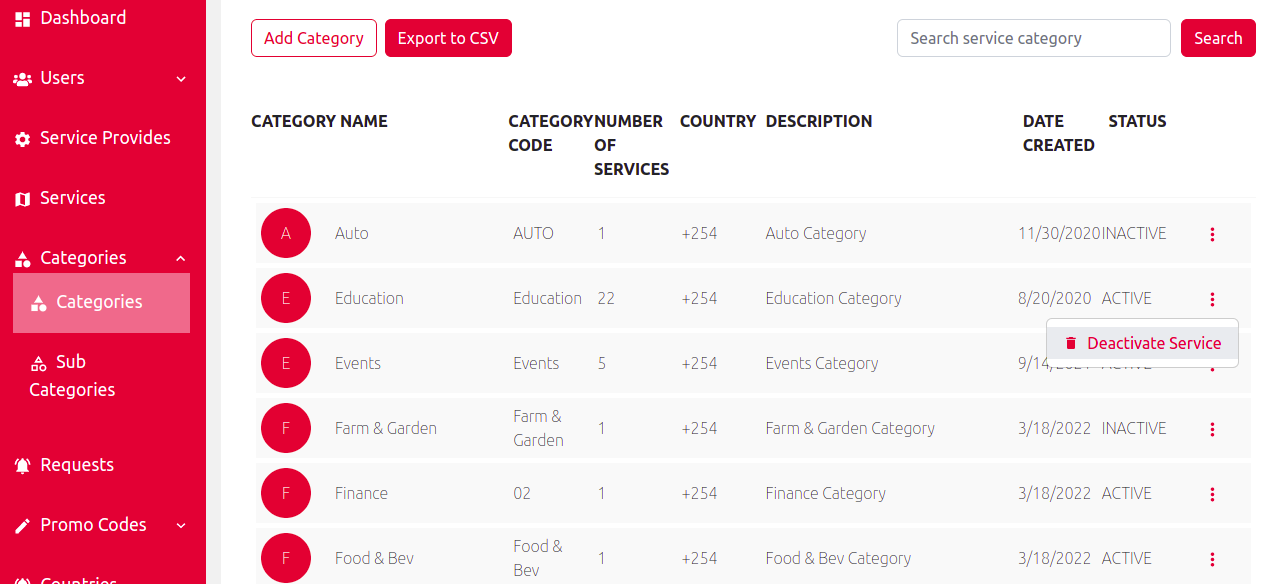 Dashboard
Users
Service Provides
Services
Categories
Categories
Sub
Categories
Requests
Promo Codes
Countries
Add Category
Export to CSV
Search service category
Search
CATEGORY NAME
CATEGORY
CODE
NUMBER
OF
SERVICES
COUNTRY
DESCRIPTION
DATE
CREATED
STATUS
A Auto AUTO 1 +254 Auto Category 11/30/2020 INACTIVE
E Education Education 22 +254 Education Category 8/20/2020 ACTIVE
Deactivate Service
E Events Events 5 +254 Events Category
F Farm & Garden Farm &
Garden 1 +254 Farm & Garden Category 3/18/2022 INACTIVE
F Finance 02 1 +254 Finance Category 3/18/2022 ACTIVE
F Food & Bev Food &
Bev 1 +254 Food & Bev Category 3/18/2022 ACTIVE